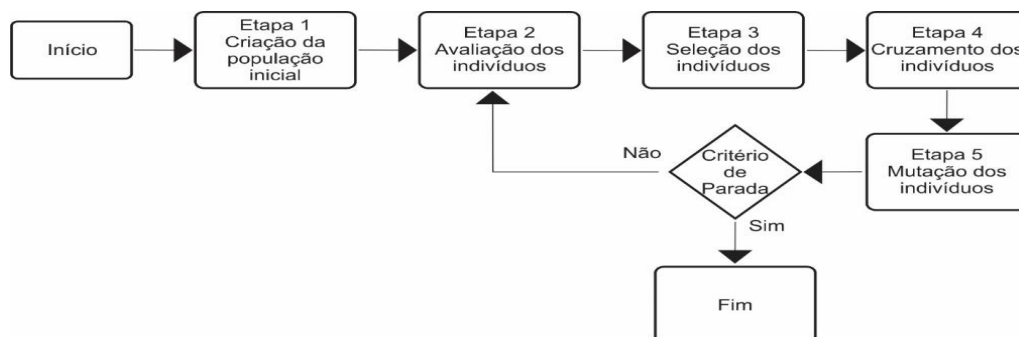 Início
Etapa 1
Criação da
população
inicial
Etapa 2
Avaliação dos
indivíduos
Etapa 3
Seleção dos
indivíduos
Etapa 4
Cruzamento dos
indivíduos
Etapa 5
Mutação dos
indivíduos
Critério
de
Parada
Não
Sim
Fim